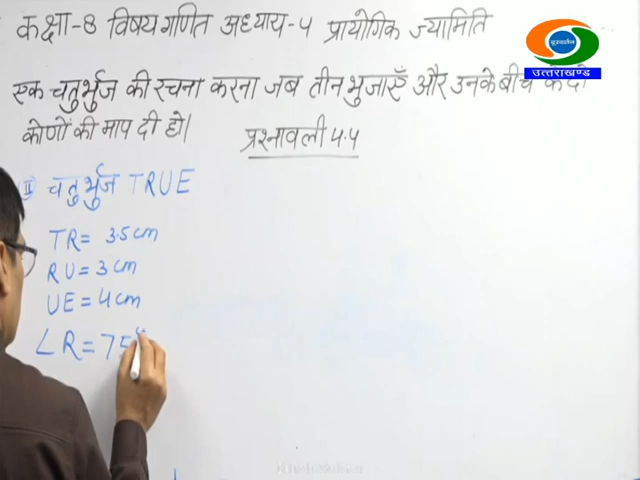 कक्षा-8 विषय गणित अध्याय-4 प्रायोगिक ज्यामिति
दूरदर्शन
उत्तराखण्ड
एक चतुर्भुज की रचना करना जब तीन भुजाएँ और उनके बीच के दो
कोणों की माप दी हो।
प्रश्नावली 4.4
II चतुर्भुज TRUE
TR = 3.5 cm
RU = 3 cm
UE = 4 cm
∠R = 75°